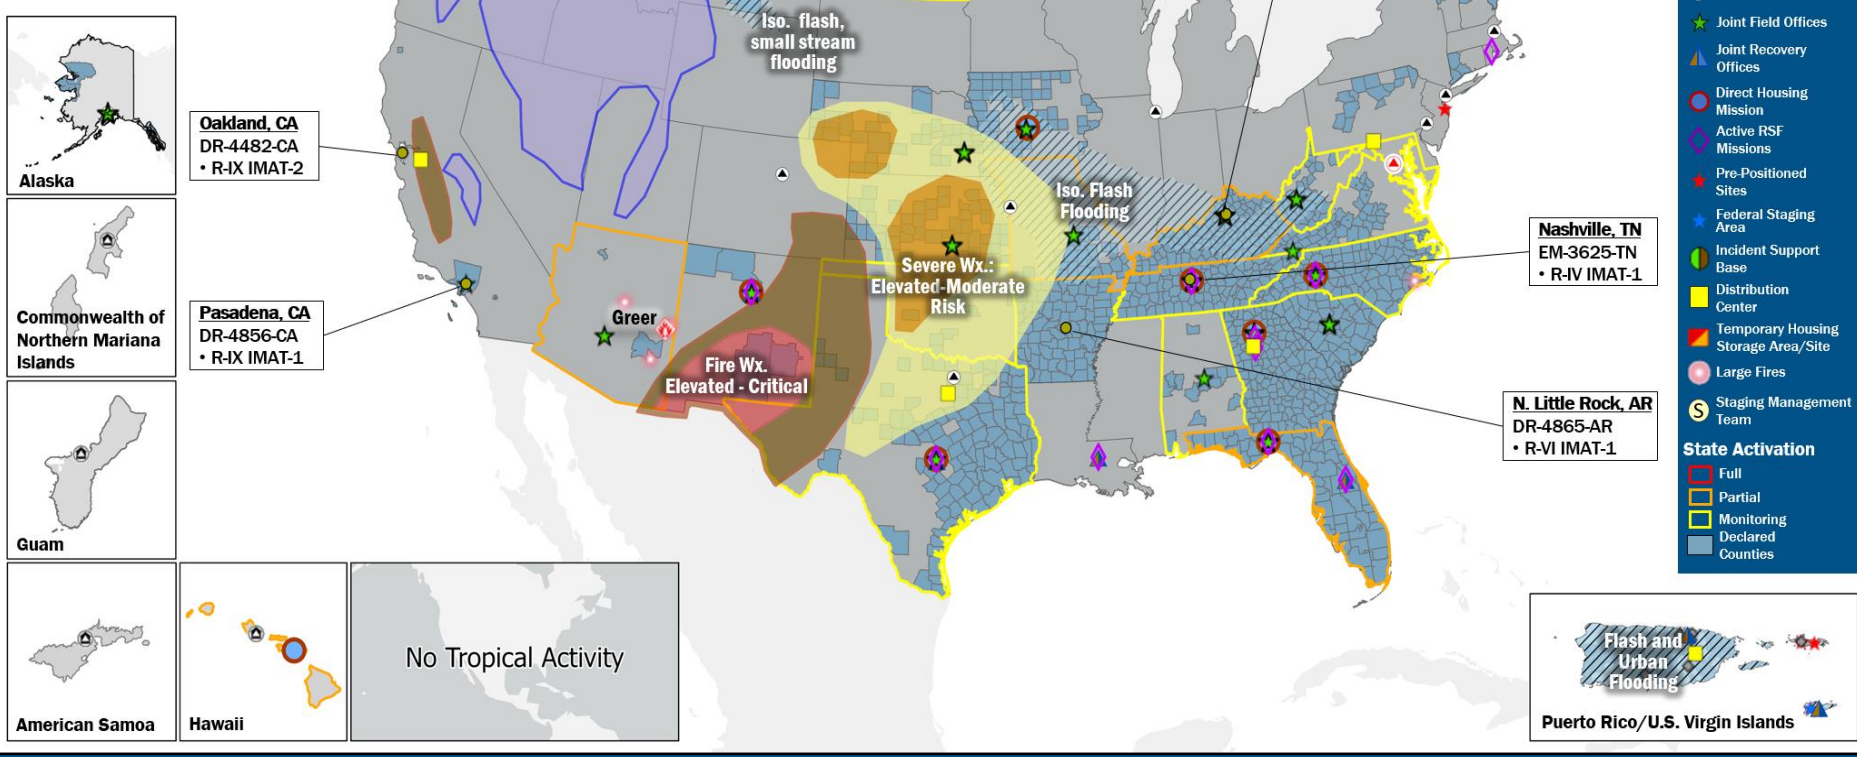 Iso. flash,
small stream
flooding
Alaska
Oakland, CA
DR-4482-CA
• R-IX IMAT-2
Commonwealth of
Northern Mariana
Islands
Pasadena, CA
DR-4856-CA
• R-IX IMAT-1
Guam
American Samoa
Hawaii
No Tropical Activity
Greer
Fire Wx.
Elevated - Critical
Severe Wx.:
Elevated-Moderate
Risk
Iso. Flash
Flooding
Nashville, TN
EM-3625-TN
• R-IV IMAT-1
N. Little Rock, AR
DR-4865-AR
• R-VI IMAT-1
Flash and
Urban
Flooding
Puerto Rico/U.S. Virgin Islands
Joint Field Offices
Joint Recovery
Offices
Direct Housing
Mission
Active RSF
Missions
Pre-Positioned
Sites
Federal Staging
Area
Incident Support
Base
Distribution
Center
Temporary Housing
Storage Area/Site
Large Fires
S
Staging Management
Team
State Activation
Full
Partial
Monitoring
Declared
Counties